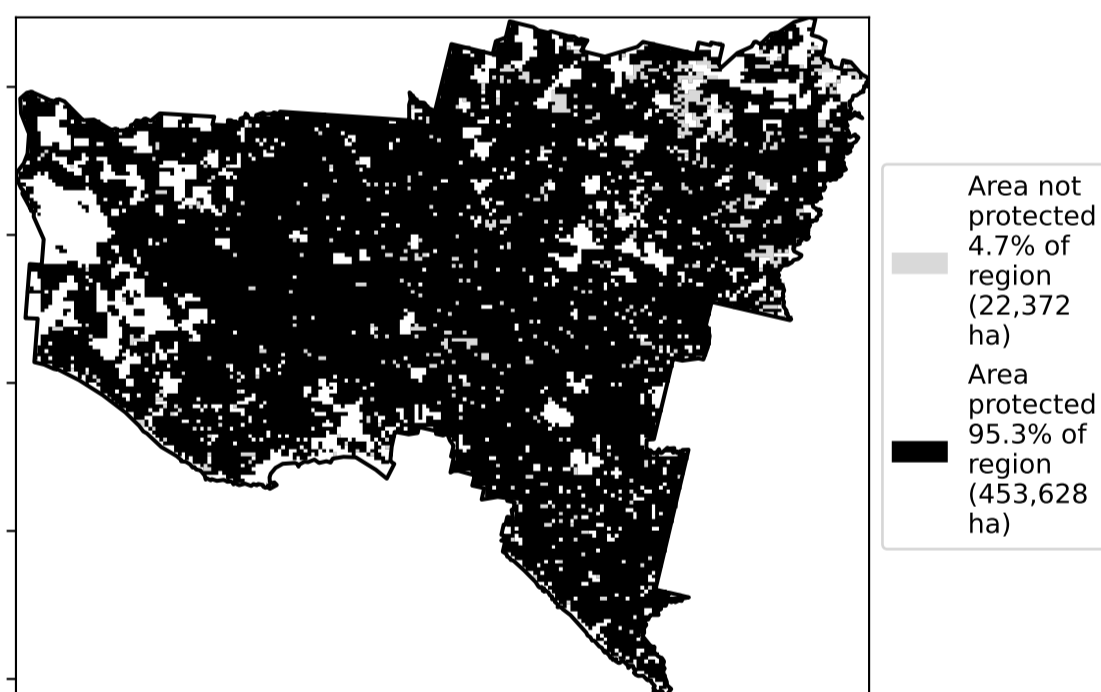 Area not
protected
4.7% of
region
(22,372
ha)
Area
protected
95.3% of
region
(453,628
ha)